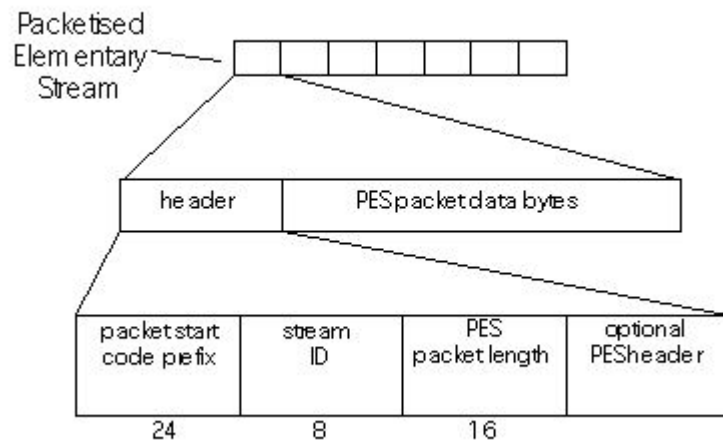 Packetised
Elementary
Stream
header
PES packet data bytes
packet start
code prefix
stream
ID
PES
packet length
optional
PES header
24
8
16